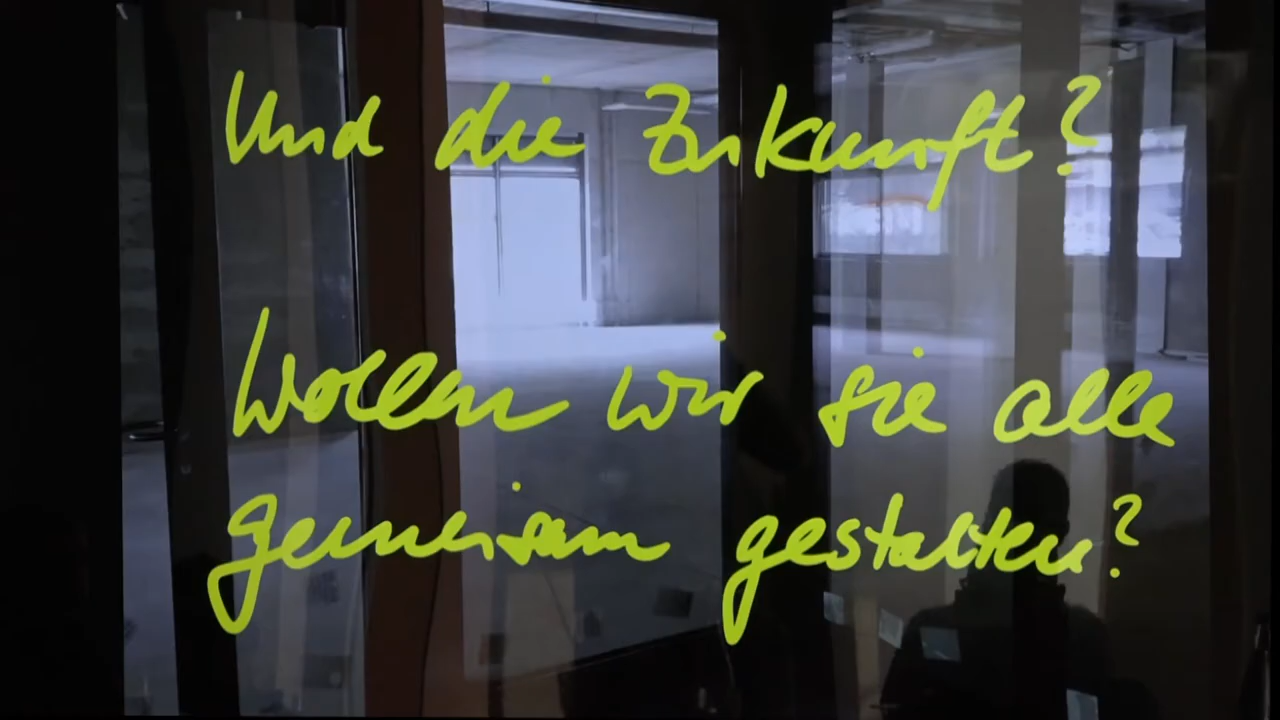 Und die Zukunft?
Wollen wir sie alle
gemeinsam gestalten?